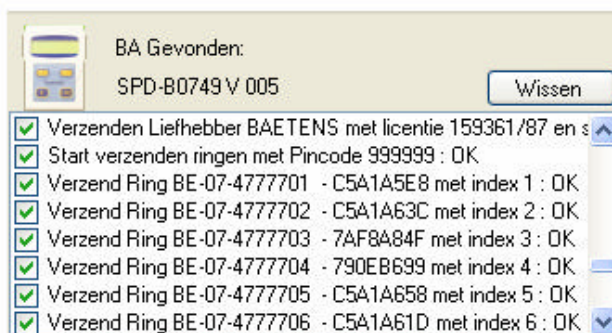 BA Gevonden:
SPD-B0749 V 005
Wissen
Verzenden Liefhebber BAETENS met licentie 159361/87 en s
Start verzenden ringen met Pincode 999999 : OK
Verzend Ring BE-07-4777701 - C5A1A5E8 met index 1 : OK
Verzend Ring BE-07-4777702 - C5A1A63C met index 2 : OK
Verzend Ring BE-07-4777703 - 7AF8A84F met index 3 : OK
Verzend Ring BE-07-4777704 - 790EB699 met index 4 : OK
Verzend Ring BE-07-4777705 - C5A1A658 met index 5 : OK
Verzend Ring BE-07-4777706 - C5A1A61D met index 6 : OK